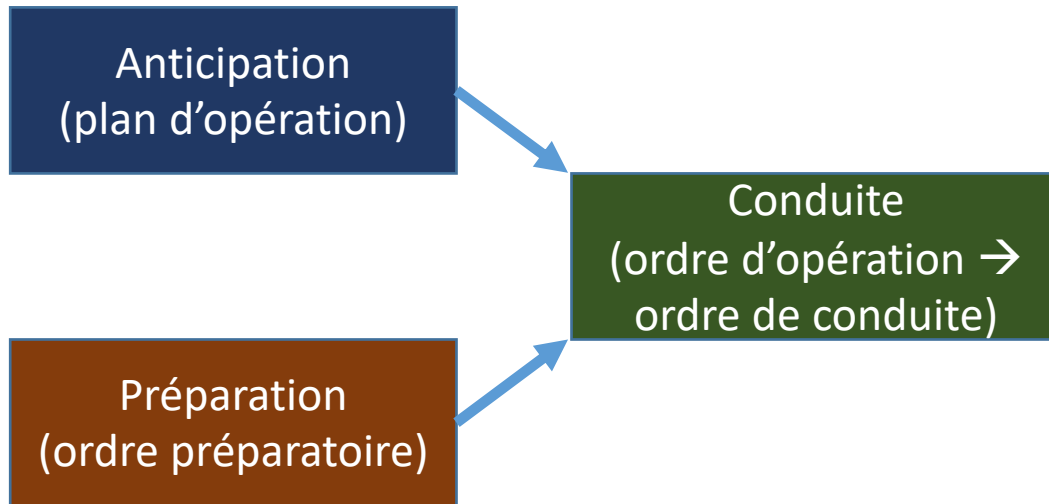 Anticipation
(plan d’opération)
Conduite
(ordre d’opération →
ordre de conduite)
Préparation
(ordre préparatoire)